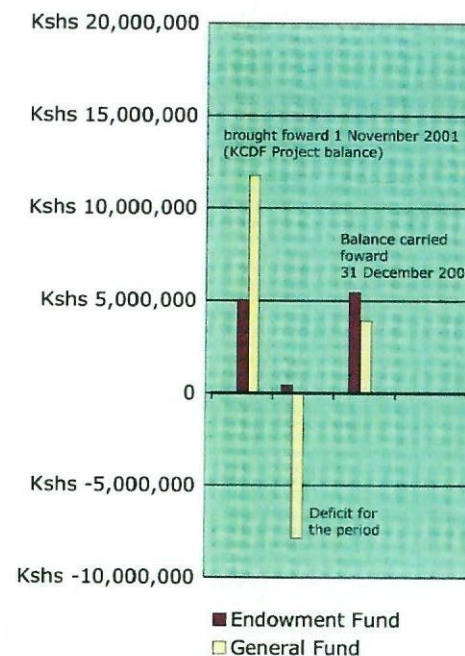 Kshs 20,000,000
Kshs 15,000,000
brought foward 1 November 2001
(KCDF Project balance)
Kshs 10,000,000
Balance carried
foward
31 December 200
Kshs 5,000,000
0
Kshs -5,000,000
Deficit for
the period
Kshs -10,000,000
Endowment Fund
General Fund